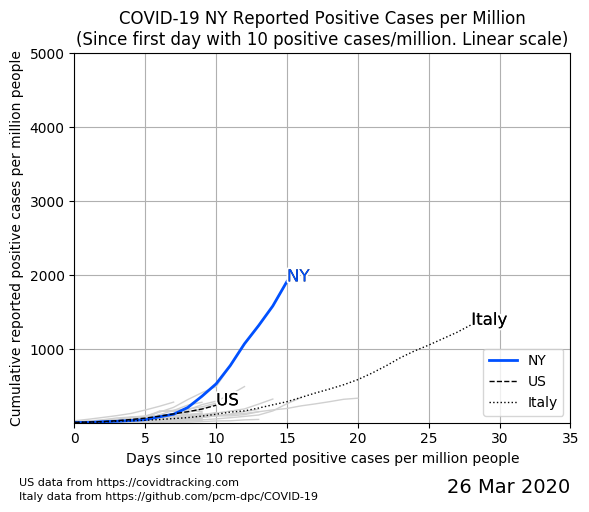 COVID-19 NY Reported Positive Cases per Million
(Since first day with 10 positive cases/million. Linear scale)
Cumulative reported positive cases per million people
5000
4000
3000
2000
1000
NY
Italy
US
NY
US
Italy
0
5
10
15
20
25
30
35
Days since 10 reported positive cases per million people
US data from https://covidtracking.com
Italy data from https://github.com/pcm-dpc/COVID-19
26 Mar 2020